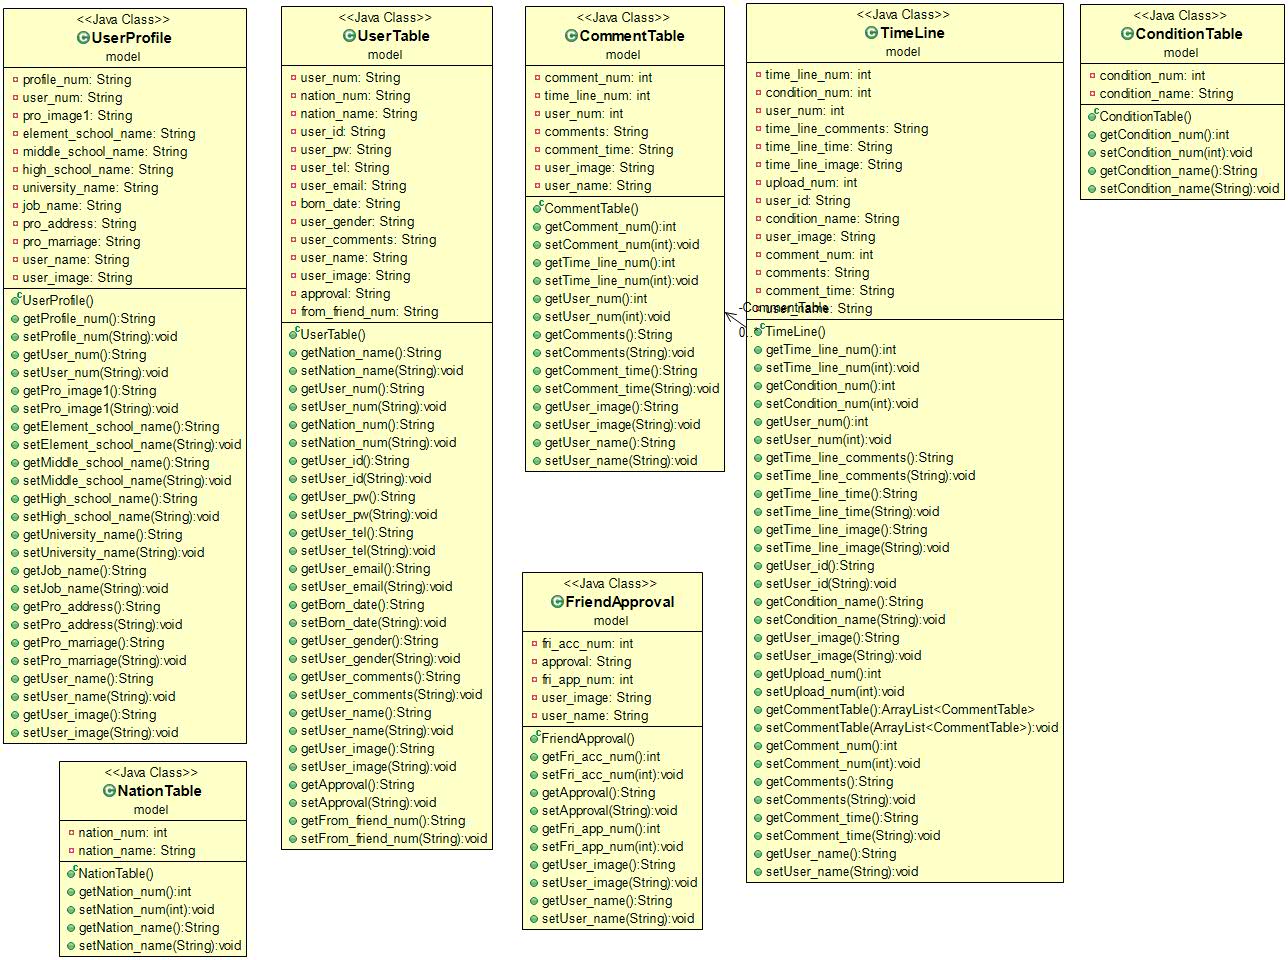 <<Java Class>>
UserProfile
model
profile_num: String
user_num: String
pro_image1: String
element_school_name: String
middle_school_name: String
high_school_name: String
university_name: String
job_name: String
pro_address: String
pro_marriage: String
user_name: String
user_image: String
UserProfile()
getProfile_num():String
setProfile_num(String):void
getUser_num():String
setUser_num(String):void
getPro_image1():String
setPro_image1(String):void
getElement_school_name():String
setElement_school_name(String):void
getMiddle_school_name():String
setMiddle_school_name(String):void
getHigh_school_name():String
setHigh_school_name(String):void
getUniversity_name():String
setUniversity_name(String):void
getJob_name():String
setJob_name(String):void
getPro_address():String
setPro_address(String):void
getPro_marriage():String
setPro_marriage(String):void
getUser_name():String
setUser_name(String):void
getUser_image():String
setUser_image(String):void
<<Java Class>>
NationTable
model
nation_num: int
nation_name: String
NationTable()
getNation_num():int
setNation_num(int):void
getNation_name():String
setNation_name(String):void
<<Java Class>>
UserTable
model
user_num: String
nation_num: String
nation_name: String
user_id: String
user_pw: String
user_tel: String
user_email: String
born_date: String
user_gender: String
user_comments: String
user_name: String
user_image: String
approval: String
from_friend_num: String
UserTable()
getNation_name():String
setNation_name(String):void
getUser_num():String
setUser_num(String):void
getNation_num():String
setNation_num(String):void
getUser_id():String
setUser_id(String):void
getUser_pw():String
setUser_pw(String):void
getUser_tel():String
setUser_tel(String):void
getUser_email():String
setUser_email(String):void
getBorn_date():String
setBorn_date(String):void
getUser_gender():String
setUser_gender(String):void
getUser_comments():String
setUser_comments(String):void
getUser_name():String
setUser_name(String):void
getUser_image():String
setUser_image(String):void
getApproval():String
setApproval(String):void
getFrom_friend_num():String
setFrom_friend_num(String):void
<<Java Class>>
CommentTable
model
comment_num: int
time_line_num: int
user_num: int
comments: String
comment_time: String
user_image: String
user_name: String
CommentTable()
getComment_num():int
setComment_num(int):void
getTime_line_num():int
setTime_line_num(int):void
getUser_num():int
setUser_num(int):void
getComments():String
setComments(String):void
getComment_time():String
setComment_time(String):void
getUser_image():String
setUser_image(String):void
getUser_name():String
setUser_name(String):void
<<Java Class>>
FriendApproval
model
fri_acc_num: int
approval: String
fri_app_num: int
user_image: String
user_name: String
FriendApproval()
getFri_acc_num():int
setFri_acc_num(int):void
getApproval():String
setApproval(String):void
getFri_app_num():int
setFri_app_num(int):void
getUser_image():String
setUser_image(String):void
getUser_name():String
setUser_name(String):void
-CommentTable
0..*
<<Java Class>>
TimeLine
model
time_line_num: int
condition_num: int
user_num: int
time_line_comments: String
time_line_time: String
time_line_image: String
upload_num: int
user_id: String
condition_name: String
user_image: String
comment_num: int
comments: String
comment_time: String
user_name: String
TimeLine()
getTime_line_num():int
setTime_line_num(int):void
getCondition_num():int
setCondition_num(int):void
getUser_num():int
setUser_num(int):void
getTime_line_comments():String
setTime_line_comments(String):void
getTime_line_time():String
setTime_line_time(String):void
getTime_line_image():String
setTime_line_image(String):void
getUser_id():String
setUser_id(String):void
getCondition_name():String
setCondition_name(String):void
getUser_image():String
setUser_image(String):void
getUpload_num():int
setUpload_num(int):void
getCommentTable():ArrayList<CommentTable>
setCommentTable(ArrayList<CommentTable>):void
getComment_num():int
setComment_num(int):void
getComments():String
setComments(String):void
getComment_time():String
setComment_time(String):void
getUser_name():String
setUser_name(String):void
<<Java Class>>
ConditionTable
model
condition_num: int
condition_name: String
ConditionTable()
getCondition_num():int
setCondition_num(int):void
getCondition_name():String
setCondition_name(String):void